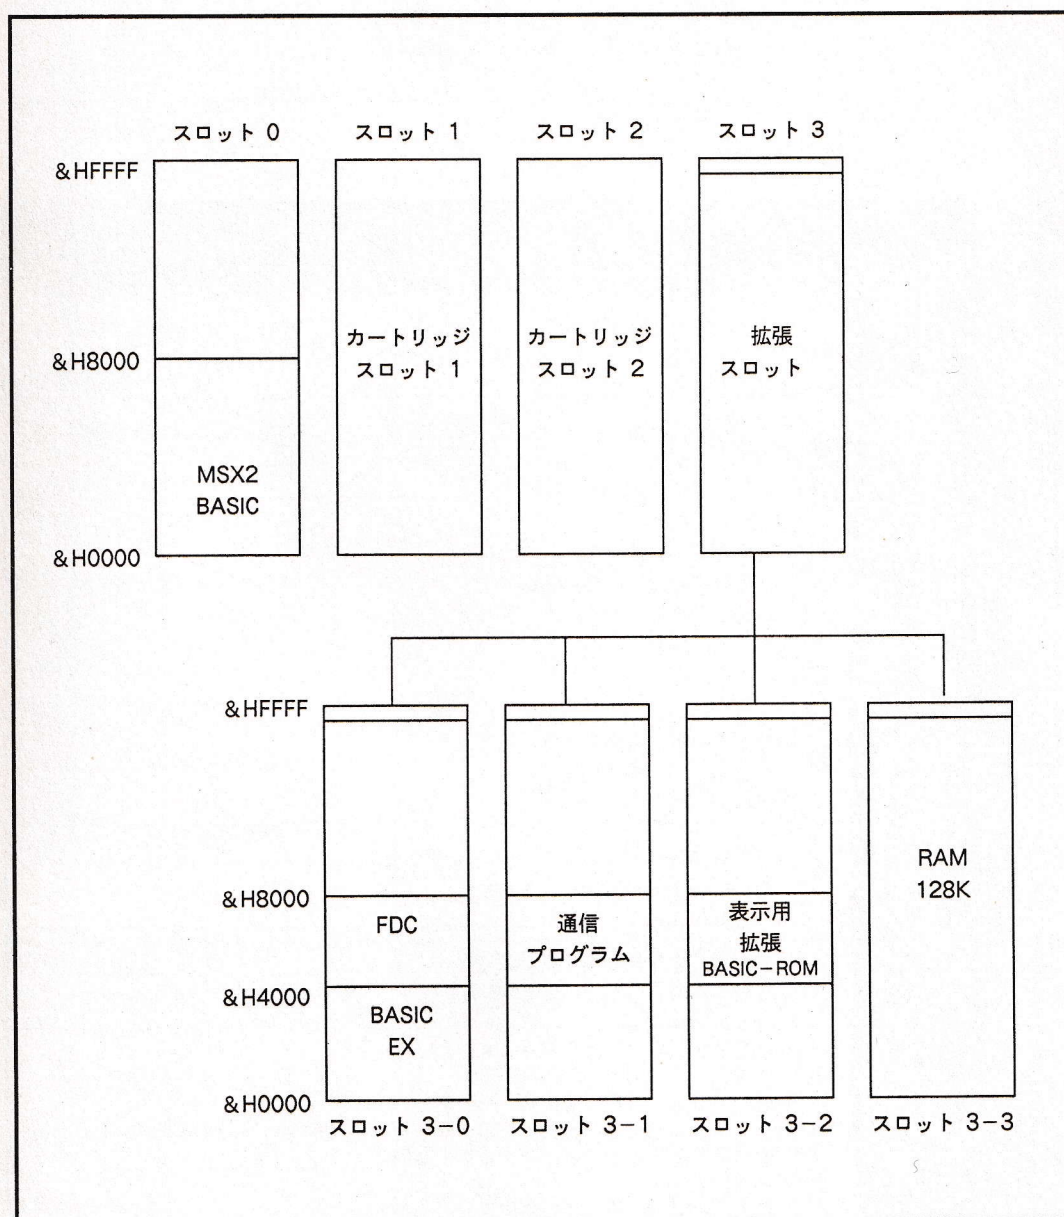 スロット 0
スロット 1
スロット 2
スロット 3
&HFFFF
&H8000
&H0000
MSX2
BASIC
カートリッジ
スロット 1
カートリッジ
スロット 2
拡張
スロット
&HFFFF
&H8000
&H4000
&H0000
FDC
BASIC
EX
通信
プログラム
表示用
拡張
BASIC-ROM
RAM
128K
スロット 3-0
スロット 3-1
スロット 3-2
スロット 3-3